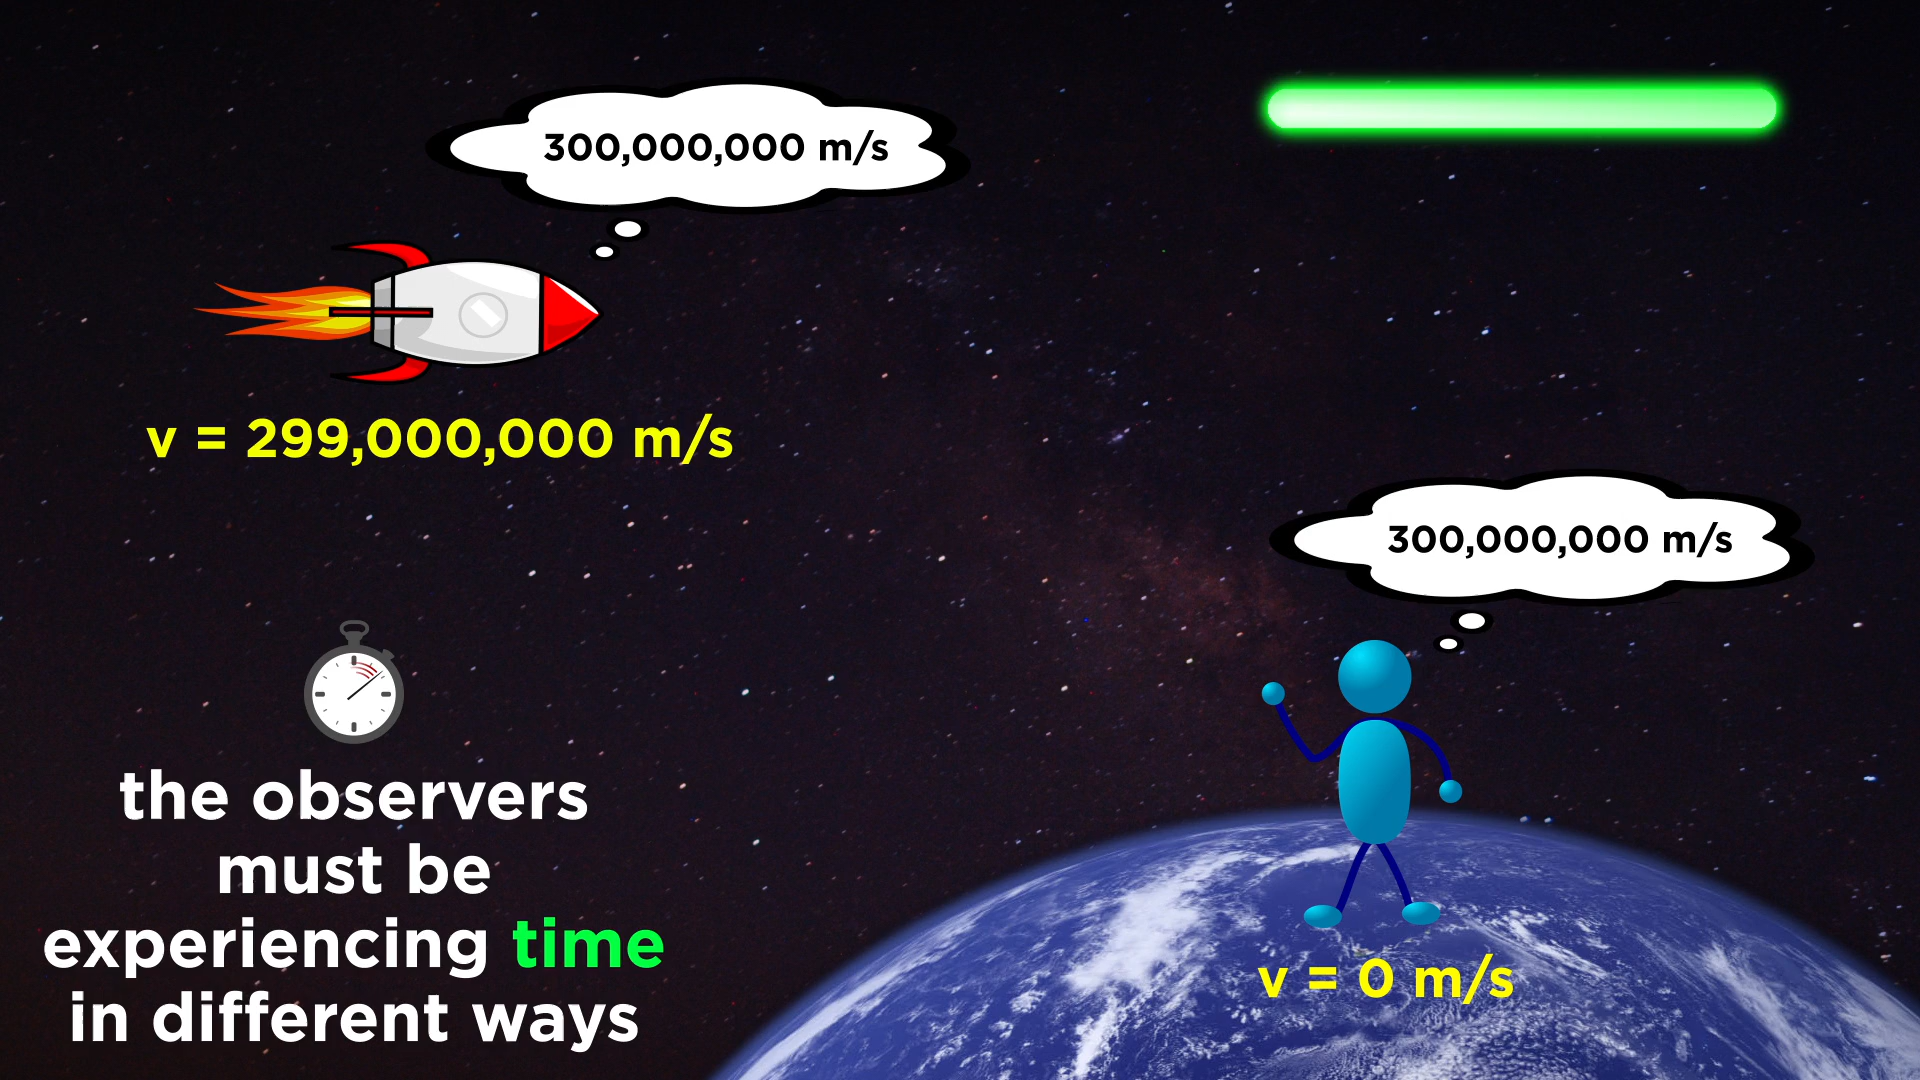 300,000,000 m/s
v = 299,000,000 m/s
300,000,000 m/s
the observers
must be
experiencing time
in different ways
v = 0 m/s